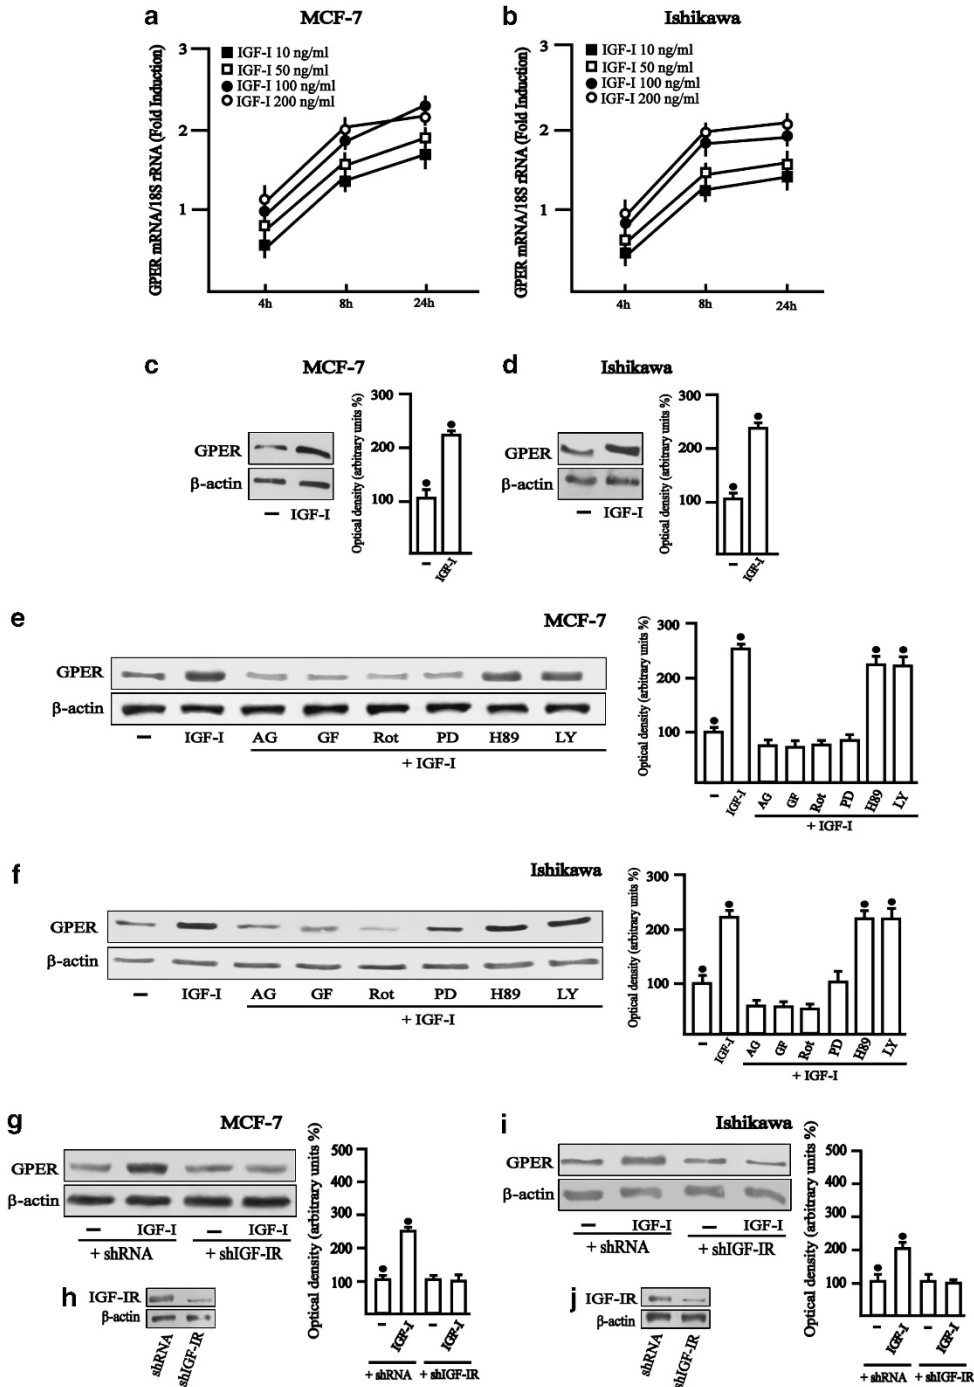 a MCF-7
GPER mRNA/18S rRNA (Fold Induction)
3
2
1
IGF-I 10 ng/ml
IGF-I 50 ng/ml
IGF-I 100 ng/ml
IGF-I 200 ng/ml
4h 8h 24h
b Ishikawa
GPER mRNA/18S rRNA (Fold Induction)
3
2
1
IGF-I 10 ng/ml
IGF-I 50 ng/ml
IGF-I 100 ng/ml
IGF-I 200 ng/ml
4h 8h 24h
c MCF-7
GPER
β-actin
– IGF-I
Optical density (arbitrary units %)
300
200
100
– IGF-I
d Ishikawa
GPER
β-actin
– IGF-I
Optical density (arbitrary units %)
300
200
100
– IGF-I
e MCF-7
GPER
β-actin
– IGF-I AG GF Rot PD H89 LY
+ IGF-I
Optical density (arbitrary units %)
300
200
100
– IGF-I AG GF Rot PD H89 LY
+ IGF-I
f Ishikawa
GPER
β-actin
– IGF-I AG GF Rot PD H89 LY
+ IGF-I
Optical density (arbitrary units %)
300
200
100
– IGF-I AG GF Rot PD H89 LY
+ IGF-I
g MCF-7
GPER
β-actin
– IGF-I – IGF-I
+ shRNA + shIGF-IR
Optical density (arbitrary units %)
500
400
300
200
100
– IGF-I – IGF-I
+ shRNA + shIGF-IR
h IGF-IR
β-actin
shRNA shIGF-IR
i Ishikawa
GPER
β-actin
– IGF-I – IGF-I
+ shRNA + shIGF-IR
Optical density (arbitrary units %)
500
400
300
200
100
– IGF-I – IGF-I
+ shRNA + shIGF-IR
j IGF-IR
β-actin
shRNA shIGF-IR